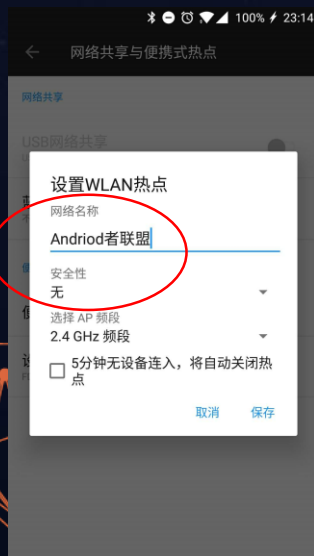 100% 23:14
网络共享与便携式热点
网络共享
USB网络共享
设置WLAN热点
网络名称
Andriod者联盟
安全性
无
选择 AP 频段
2.4 GHz 频段
5分钟无设备连入，将自动关闭热
点
取消 保存